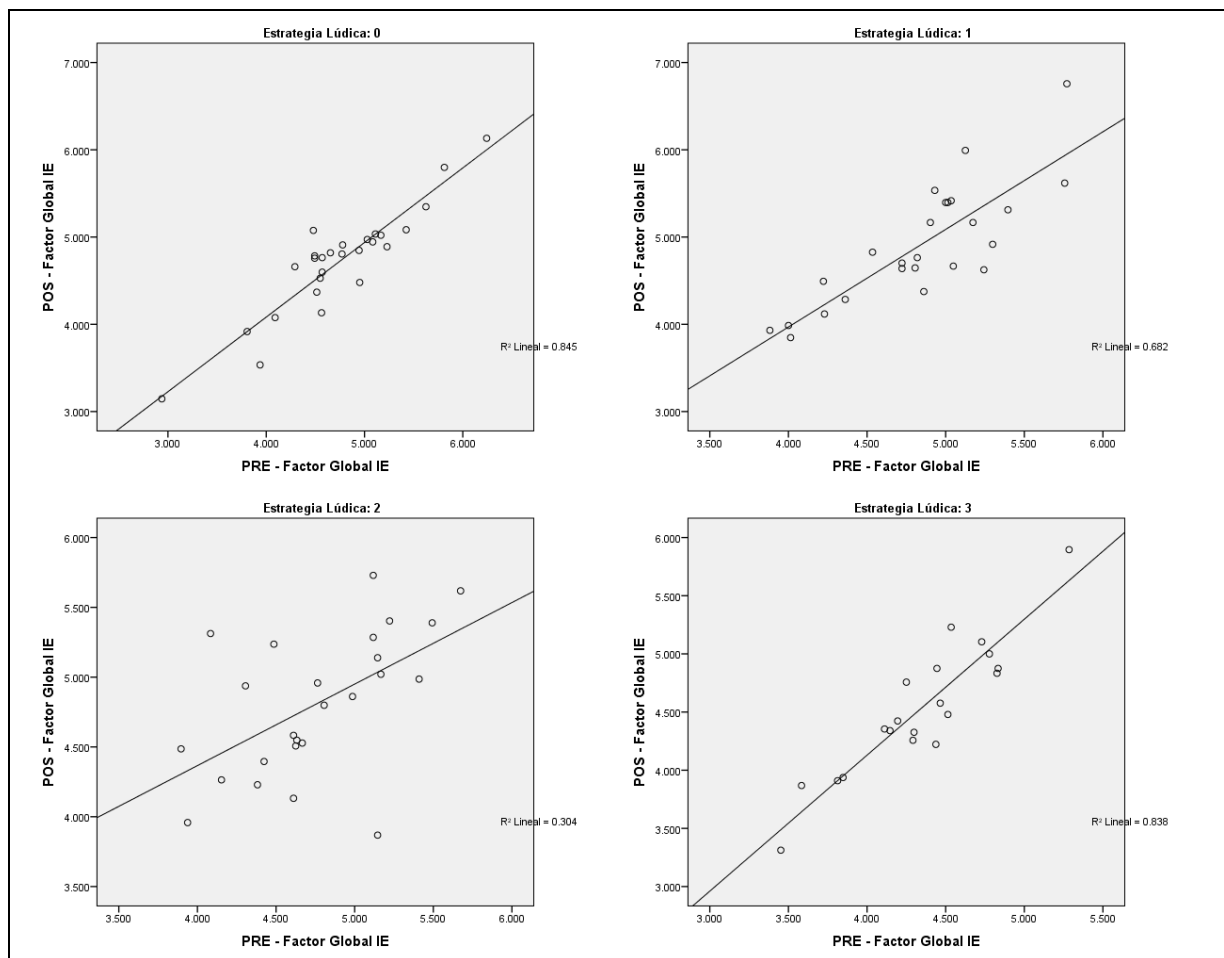 Estrategia Lúdica: 0
7.000
6.000
5.000
4.000
3.000
POS - Factor Global IE
R² Lineal = 0.845
3.000 4.000 5.000 6.000
PRE - Factor Global IE
Estrategia Lúdica: 1
7.000
6.000
5.000
4.000
3.000
POS - Factor Global IE
R² Lineal = 0.682
3.500 4.000 4.500 5.000 5.500 6.000
PRE - Factor Global IE
Estrategia Lúdica: 2
6.000
5.500
5.000
4.500
4.000
3.500
POS - Factor Global IE
R² Lineal = 0.304
3.500 4.000 4.500 5.000 5.500 6.000
PRE - Factor Global IE
Estrategia Lúdica: 3
6.000
5.500
5.000
4.500
4.000
3.500
3.000
POS - Factor Global IE
R² Lineal = 0.838
3.000 3.500 4.000 4.500 5.000 5.500
PRE - Factor Global IE